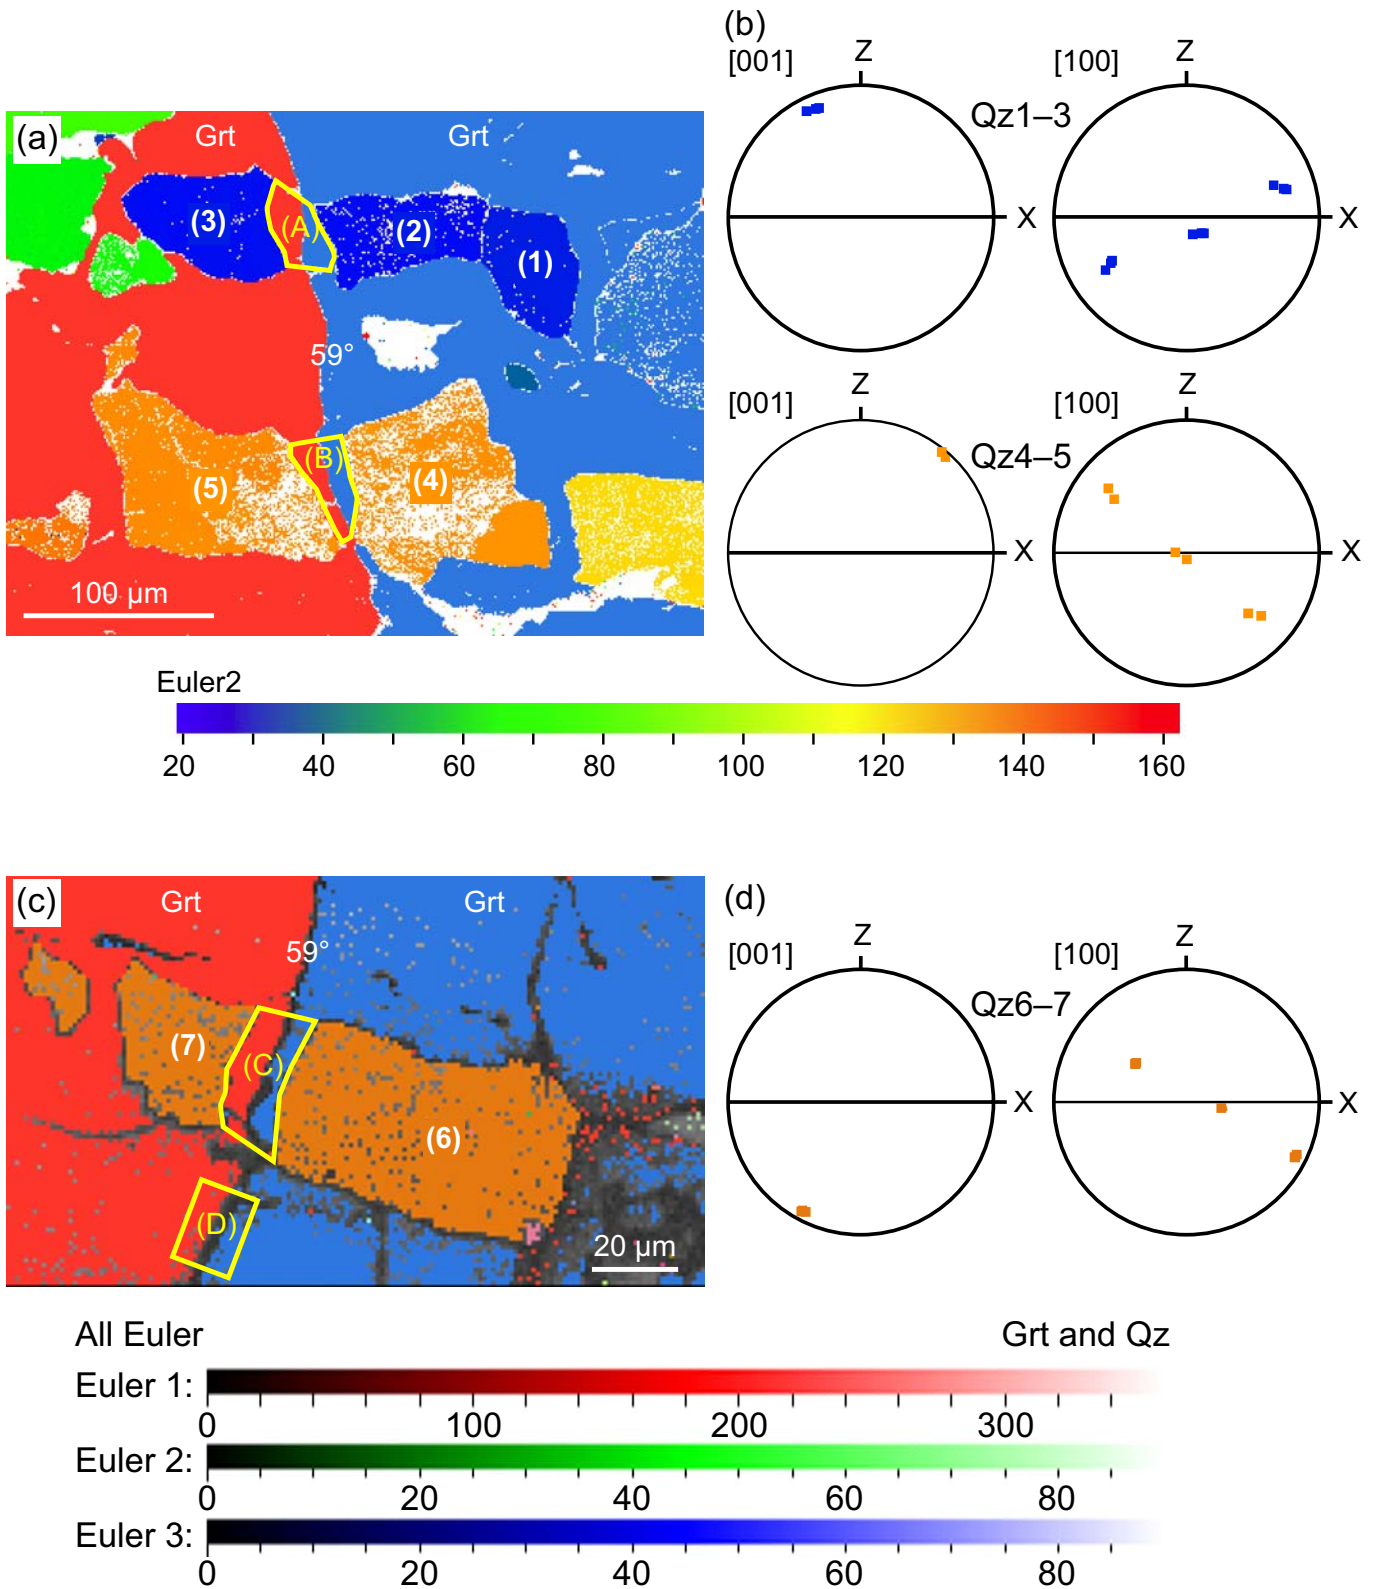 (a)
Grt
Grt
(3)
(A)
(2)
(1)
59°
(B)
(5)
(4)
100 µm
(b)
[001]
Z
X
Qz1–3
[100]
Z
X
[001]
Z
X
Qz4–5
[100]
Z
X
Euler2
20 40 60 80 100 120 140 160
(c)
Grt
Grt
59°
(7)
(C)
(6)
(D)
20 µm
(d)
[001]
Z
X
Qz6–7
[100]
Z
X
All Euler Grt and Qz
Euler 1:
0 100 200 300
Euler 2:
0 20 40 60 80
Euler 3:
0 20 40 60 80